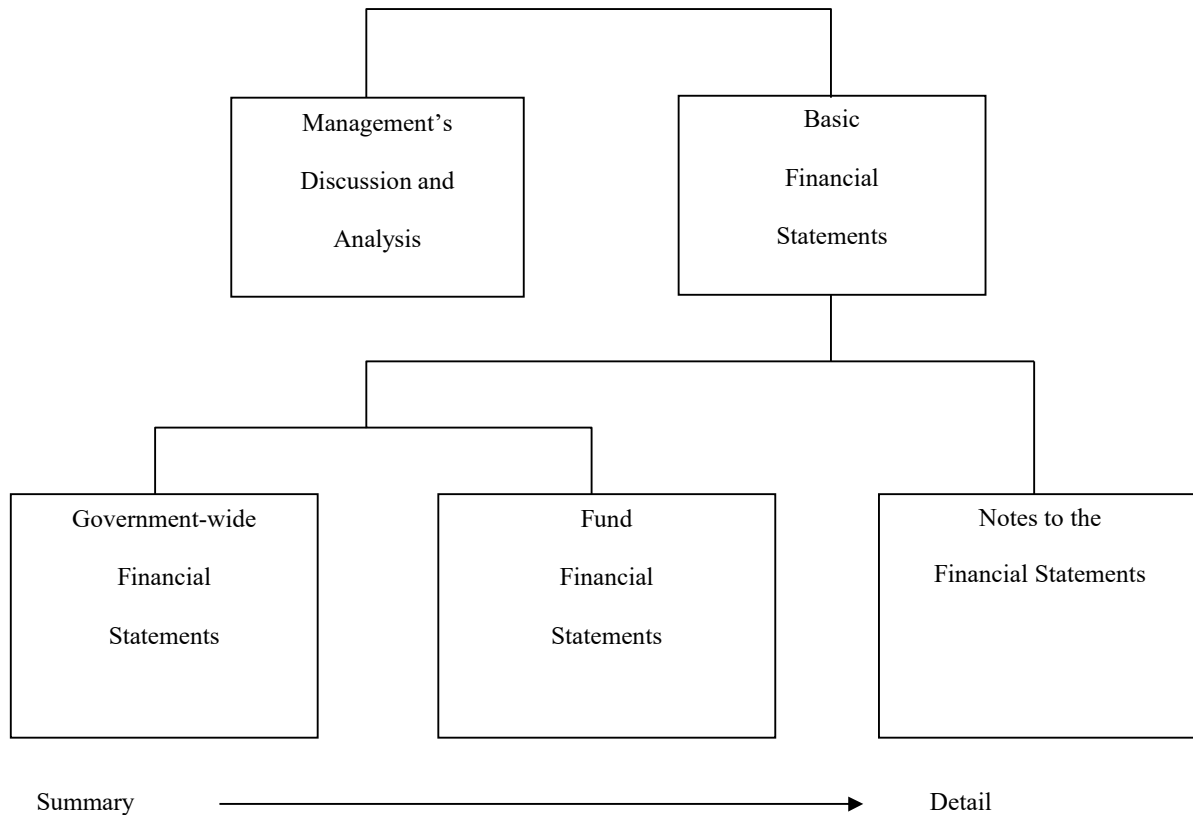 Management’s
Discussion and
Analysis
Basic
Financial
Statements
Government-wide
Financial
Statements
Fund
Financial
Statements
Notes to the
Financial Statements
Summary
Detail